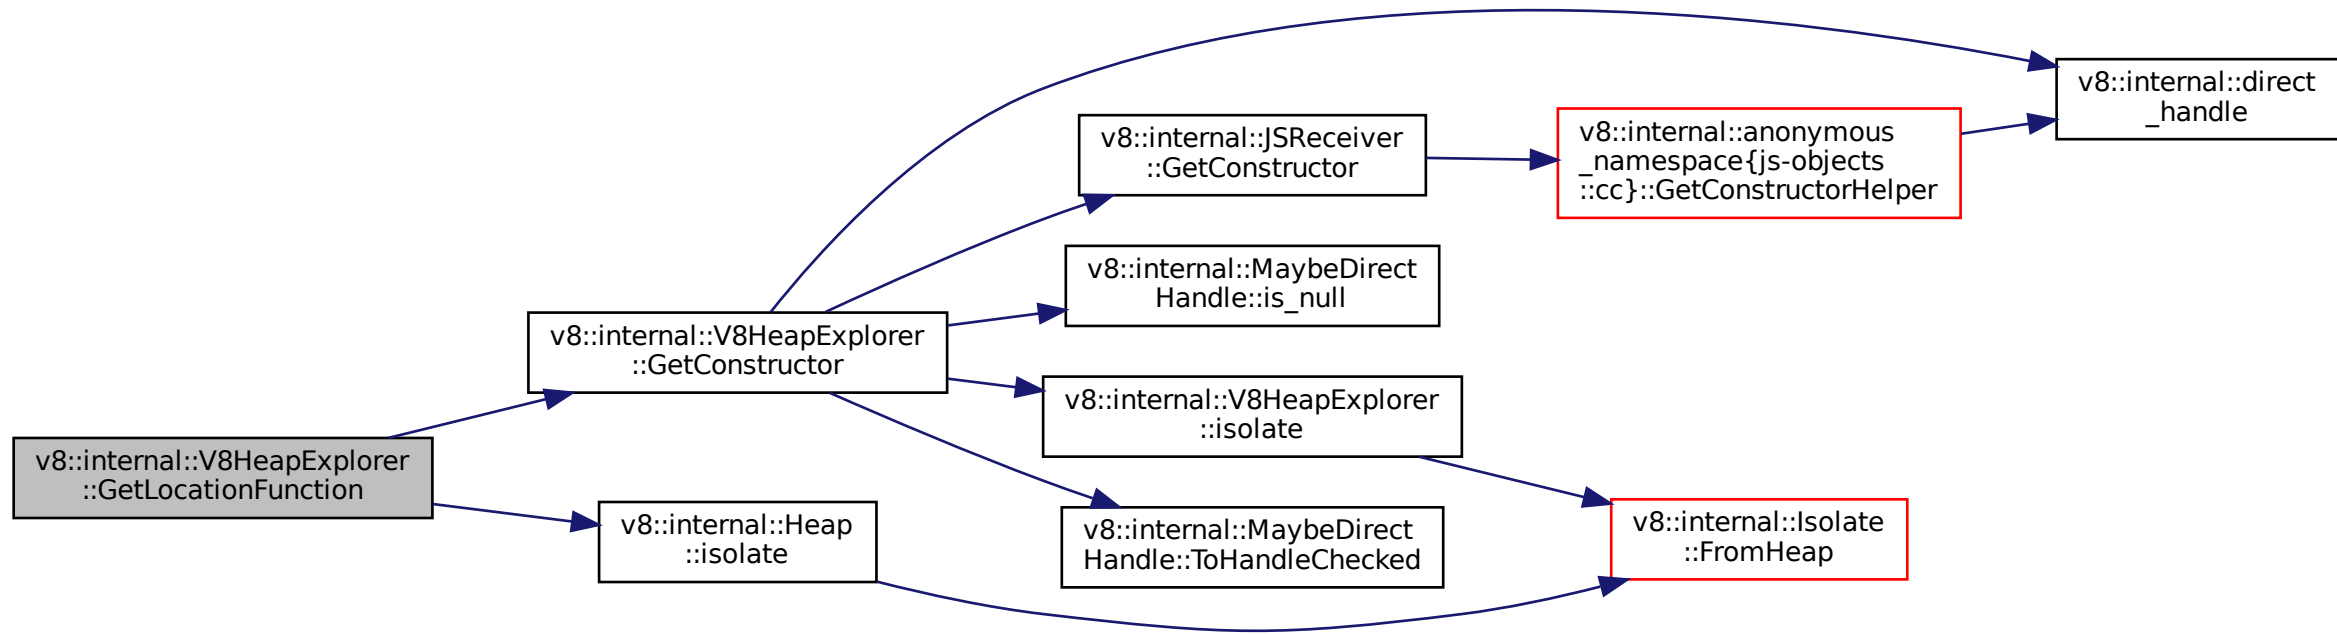 v8::internal::V8HeapExplorer
::GetLocationFunction
v8::internal::V8HeapExplorer
::GetConstructor
v8::internal::Heap
::isolate
v8::internal::JSReceiver
::GetConstructor
v8::internal::MaybeDirect
Handle::is_null
v8::internal::V8HeapExplorer
::isolate
v8::internal::MaybeDirect
Handle::ToHandleChecked
v8::internal::anonymous
_namespace{js-objects
::cc}::GetConstructorHelper
v8::internal::Isolate
::FromHeap
v8::internal::direct
_handle